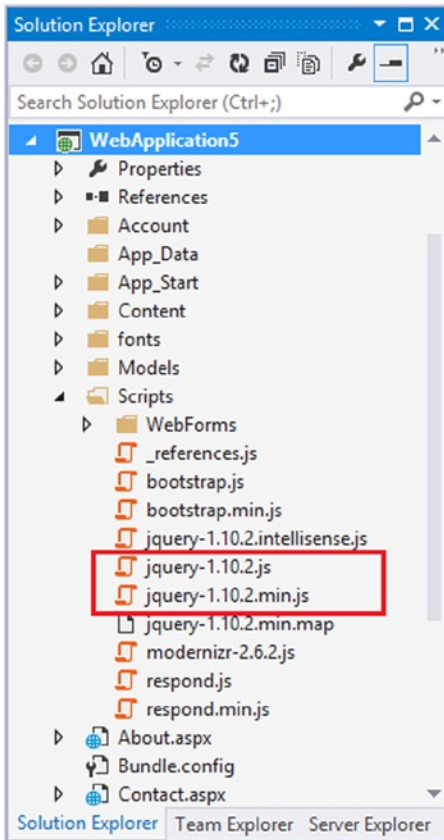 Solution Explorer
Search Solution Explorer (Ctrl+;)
WebApplication5
Properties
References
Account
App_Data
App_Start
Content
fonts
Models
Scripts
WebForms
_references.js
bootstrap.js
bootstrap.min.js
jquery-1.10.2.intellisense.js
jquery-1.10.2.js
jquery-1.10.2.min.js
jquery-1.10.2.min.map
modernizr-2.6.2.js
respond.js
respond.min.js
About.aspx
Bundle.config
Contact.aspx
Solution Explorer Team Explorer Server Explorer